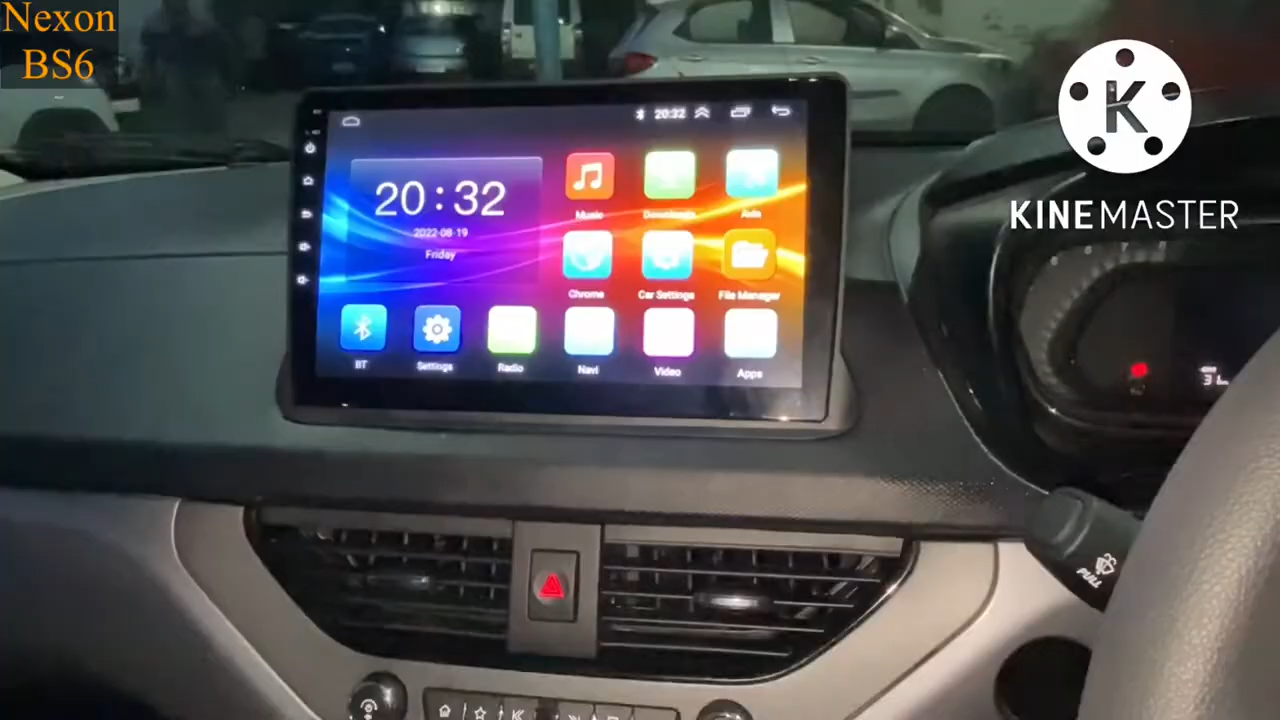 Nexon
BS6
K
KINEMASTER
20:32
20:32
2022-08-19
Friday
Music
Chrome
Car Settings
File Manager
BT
Settings
Radio
Navi
Video
Apps
PULL